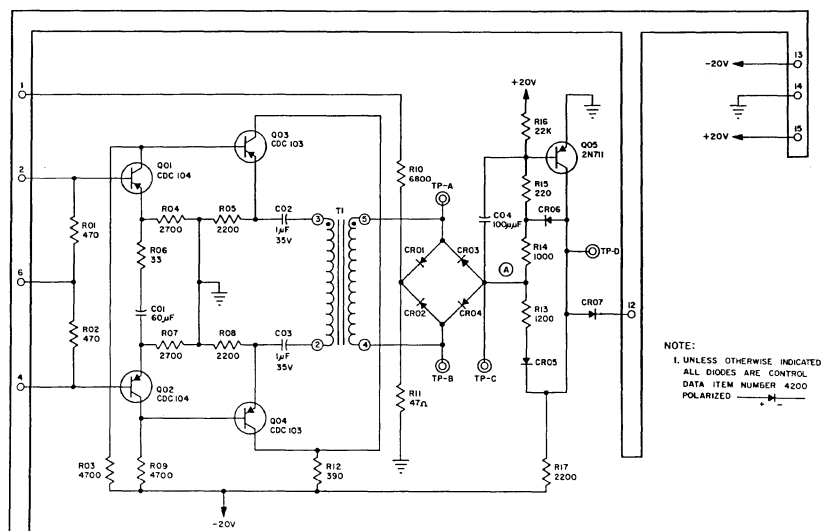 -20V
13
14
+20V
15
1
+20V
R16
22K
Q05
2N711
Q03
CDC 103
2
Q01
CDC 104
R10
6800
R15
220
TP-A
CR06
C04
100μμF
R04
2700
R05
2200
C02
1μF
35V
3
T1
5
R01
470
R06
33
CR01
CR03
R14
1000
TP-D
A
6
C01
60μF
CR02
CR04
R13
1200
CR07
12
R02
470
R07
2700
R08
2200
C03
1μF
35V
2
4
TP-B
TP-C
CR05
4
Q02
CDC 104
Q04
CDC 103
R11
47Ω
R03
4700
R09
4700
R12
390
R17
2200
-20V
NOTE:
1. UNLESS OTHERWISE INDICATED
ALL DIODES ARE CONTROL
DATA ITEM NUMBER 4200
POLARIZED
+ -